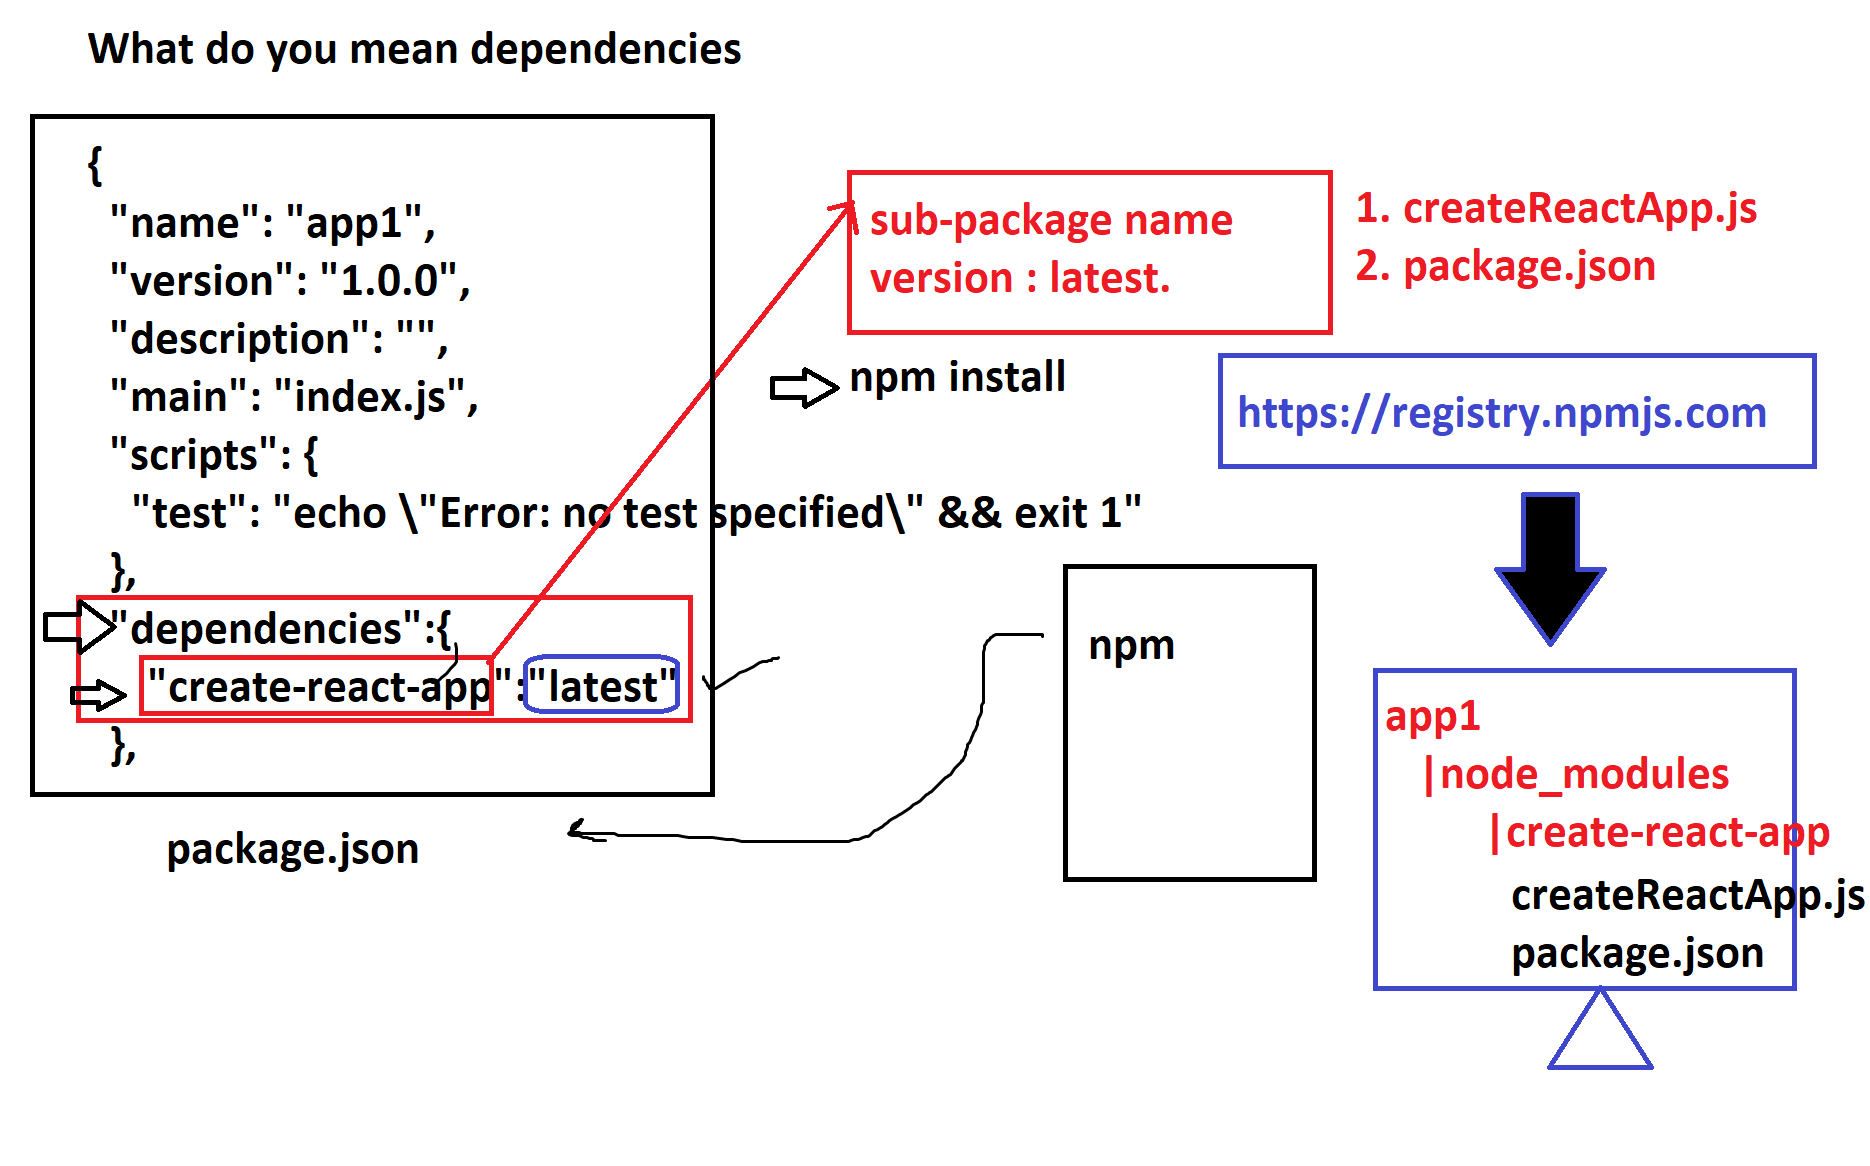 What do you mean dependencies
{
"name": "app1",
"version": "1.0.0",
"description": "",
"main": "index.js",
"scripts": {
"test": "echo \"Error: no test specified\" && exit 1"
},
"dependencies":{
"create-react-app":"latest"
},
package.json
sub-package name
version : latest.
1. createReactApp.js
2. package.json
npm install
https://registry.npmjs.com
npm
app1
|node_modules
|create-react-app
createReactApp.js
package.json